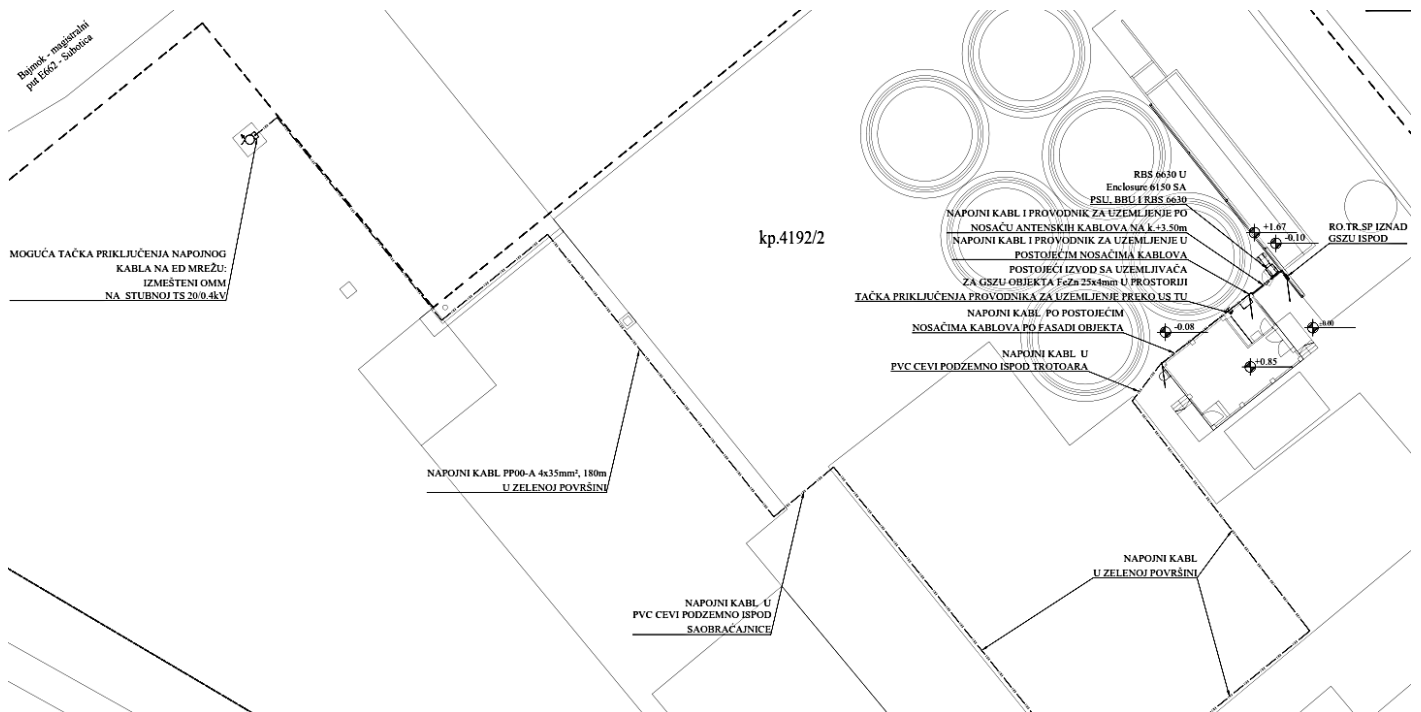 Bajmok - magistralni
put E662 - Subotica
MOGUĆA TAČKA PRIKLJUČENJA NAPOJNOG
KABLA NA ED MREŽU:
IZMEŠTENI OMM
NA STUBNOJ TS 20/0.4kV
kp.4192/2
RBS 6630 U
Enclosure 6150 SA
PSU, BBU I RBS 6630
NAPOJNI KABL I PROVODNIK ZA UZEMLJENJE PO
NOSAČU ANTENSKIH KABLOVA NA k.+3.50m
NAPOJNI KABL I PROVODNIK ZA UZEMLJENJE U
POSTOJEĆIM NOSAČIMA KABLOVA
POSTOJEĆI IZVOD SA UZEMLJIVAČA
ZA GSZU OBJEKTA FeZn 25x4mm U PROSTORIJI
TAČKA PRIKLJUČENJA PROVODNIKA ZA UZEMLJENJE PREKO US TU
NAPOJNI KABL PO POSTOJEĆIM
NOSAČIMA KABLOVA PO FASADI OBJEKTA
NAPOJNI KABL U
PVC CEVI PODZEMNO ISPOD TROTOARA
+1.67
-0.10
RO.TR.SP IZNAD
GSZU ISPOD
-0.08
±0.00
+0.85
NAPOJNI KABL PP00-A 4x35mm², 180m
U ZELENOJ POVRŠINI
NAPOJNI KABL U
PVC CEVI PODZEMNO ISPOD
SAOBRAĆAJNICE
NAPOJNI KABL
U ZELENOJ POVRŠINI